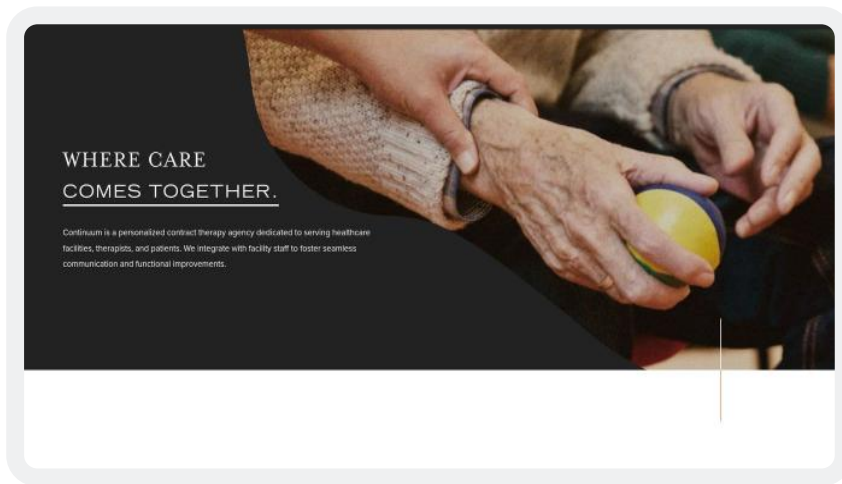 WHERE CARE
COMES TOGETHER.
Continuum is a personalized contract therapy agency dedicated to serving healthcare
facilities, therapists, and patients. We integrate with facility staff to foster seamless
communication and functional improvements.